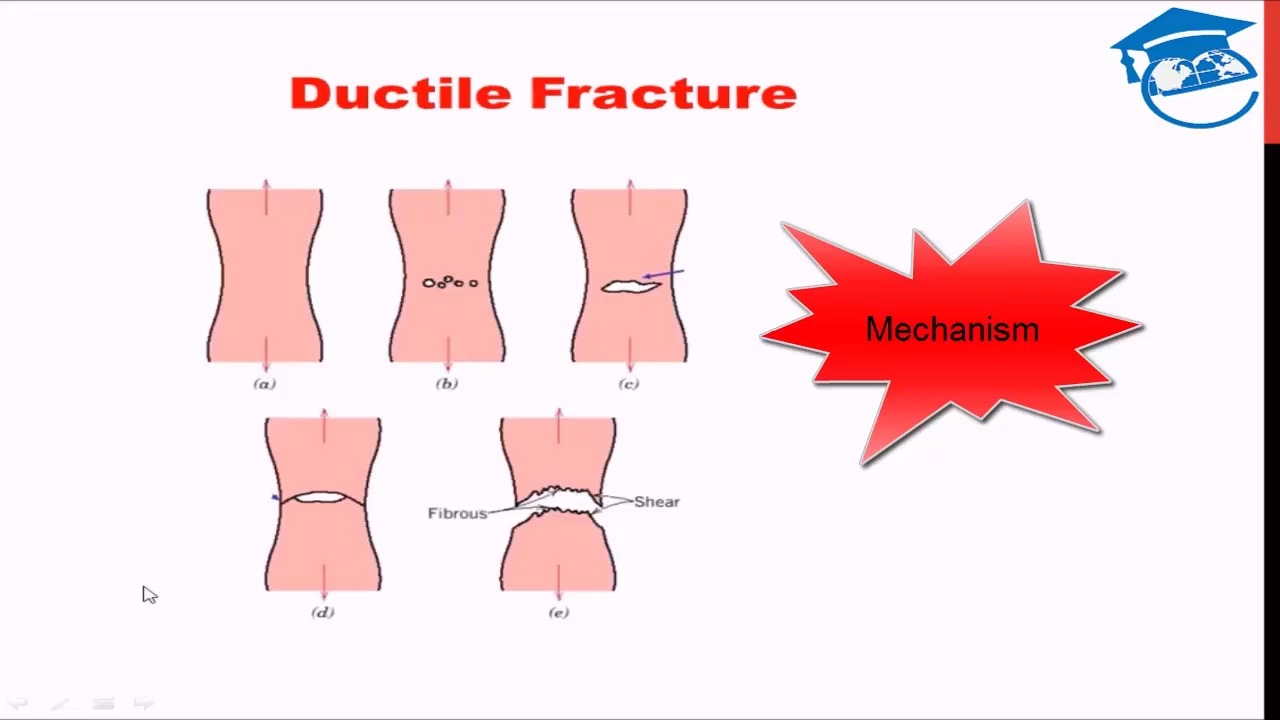 Ductile Fracture
Mechanism
(a)
(b)
(c)
Fibrous
Shear
(d)
(e)